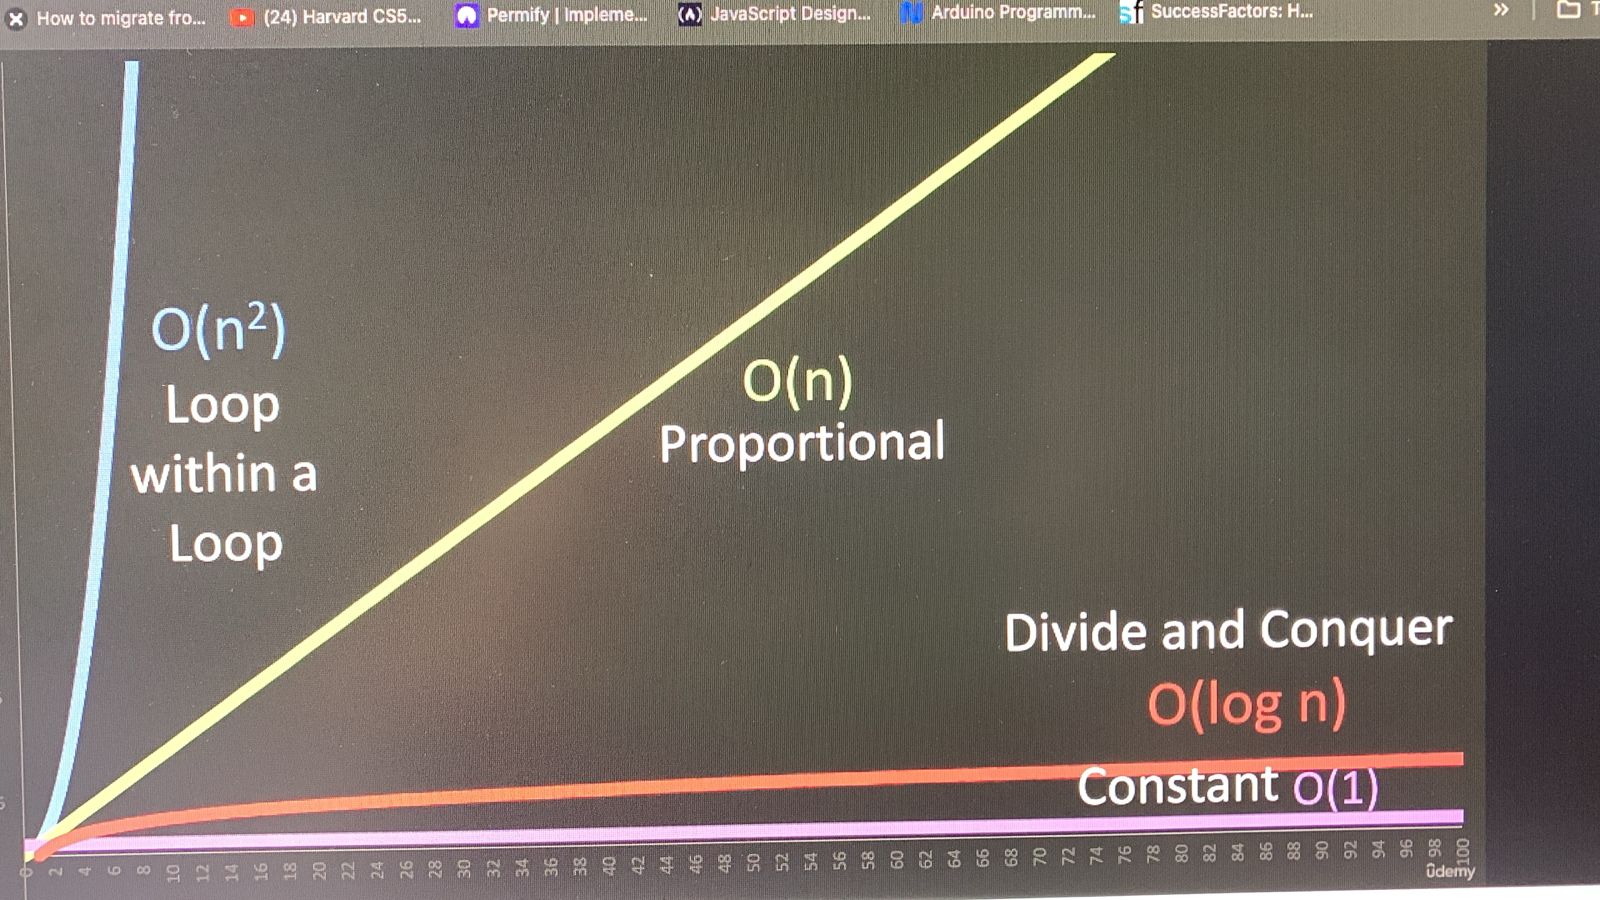 How to migrate fro...
(24) Harvard CS5...
Permify | Impleme...
JavaScript Design...
Arduino Programm...
SuccessFactors: H...
»
O(n²)
Loop
within a
Loop
O(n)
Proportional
Divide and Conquer
O(log n)
Constant O(1)
0 2 4 6 8 10 12 14 16 18 20 22 24 26 28 30 32 34 36 38 40 42 44 46 48 50 52 54 56 58 60 62 64 66 68 70 72 74 76 78 80 82 84 86 88 90 92 94 96 98 100
ûdemy